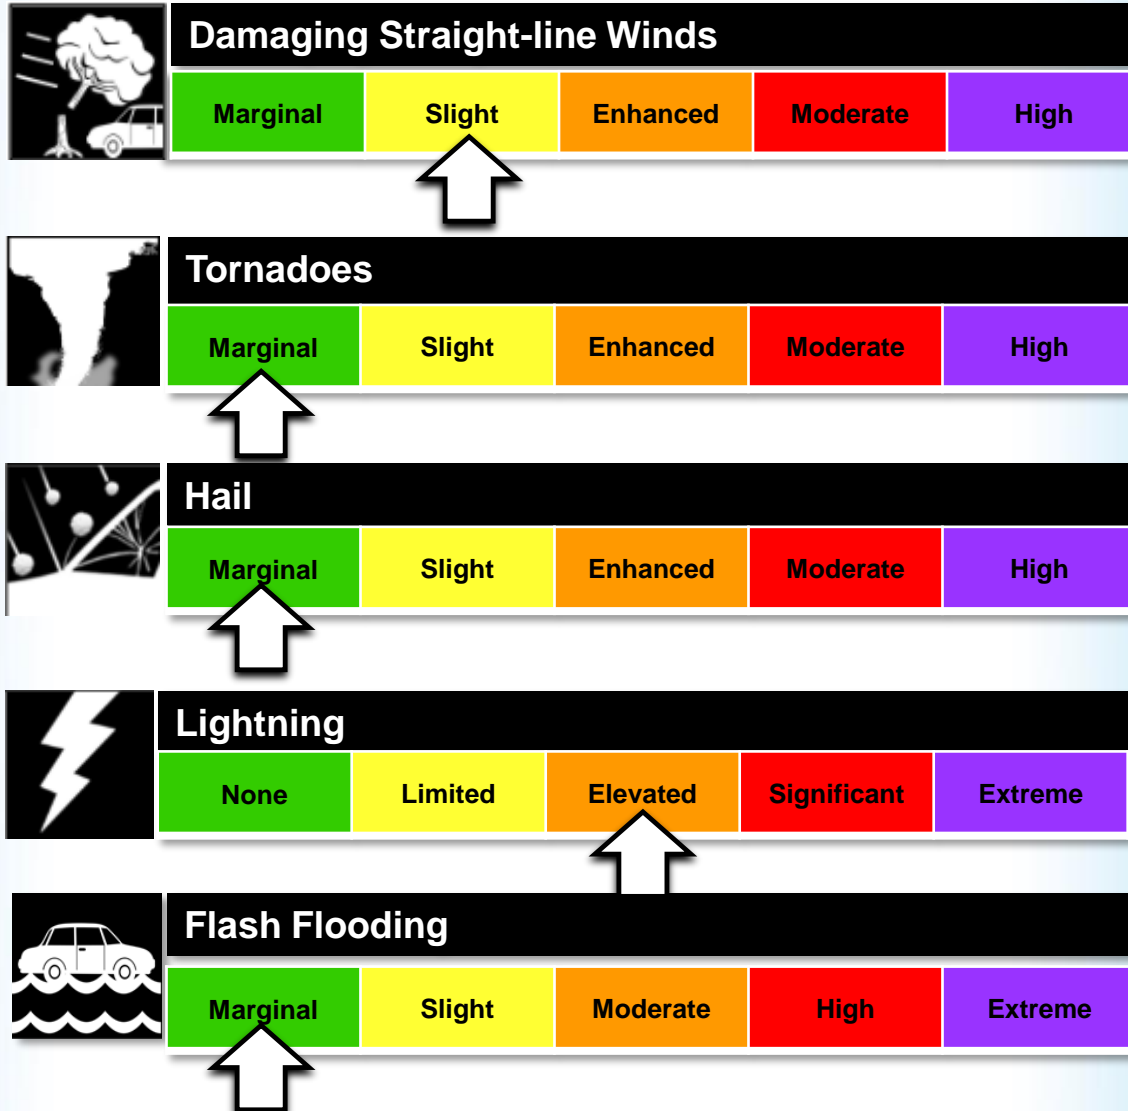 Damaging Straight-line Winds
Marginal Slight Enhanced Moderate High
Tornadoes
Marginal Slight Enhanced Moderate High
Hail
Marginal Slight Enhanced Moderate High
Lightning
None Limited Elevated Significant Extreme
Flash Flooding
Marginal Slight Moderate High Extreme